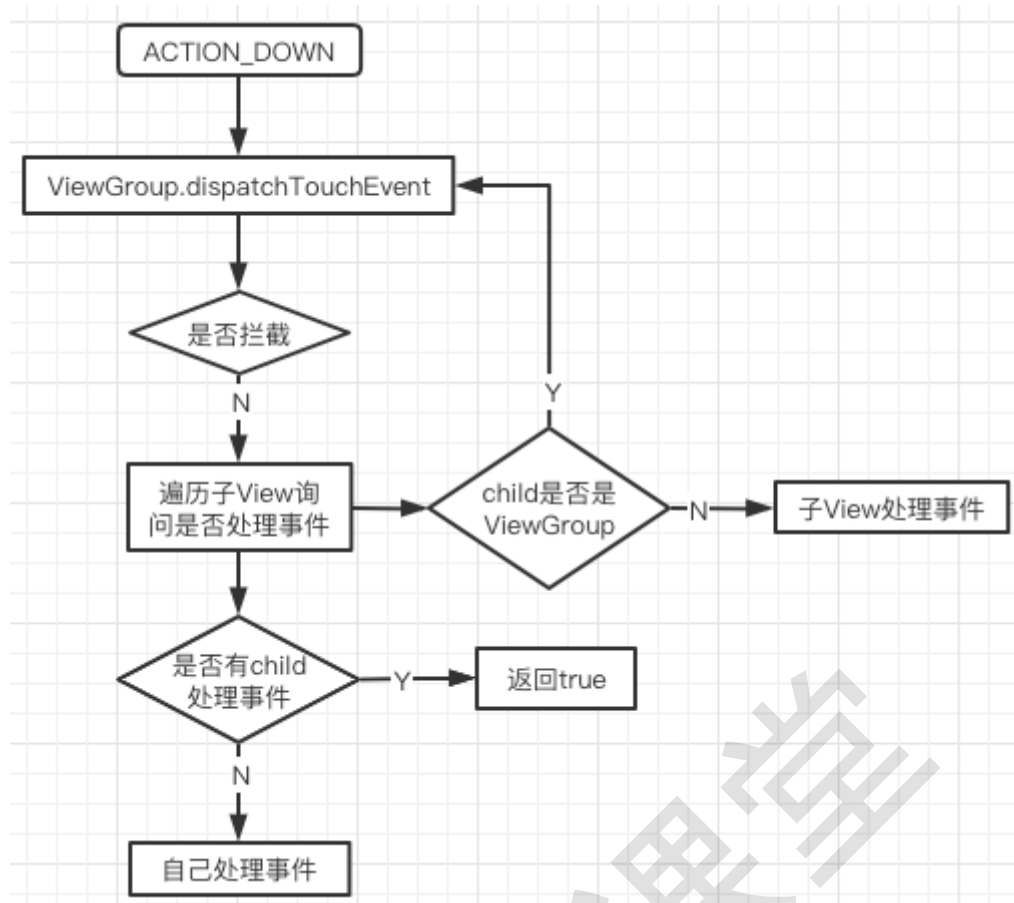 ACTION_DOWN
ViewGroup.dispatchTouchEvent
是否拦截
Y
N
遍历子View询
问是否处理事件
child是否是
ViewGroup
N
子View处理事件
是否有child
处理事件
Y
返回true
N
自己处理事件
课堂